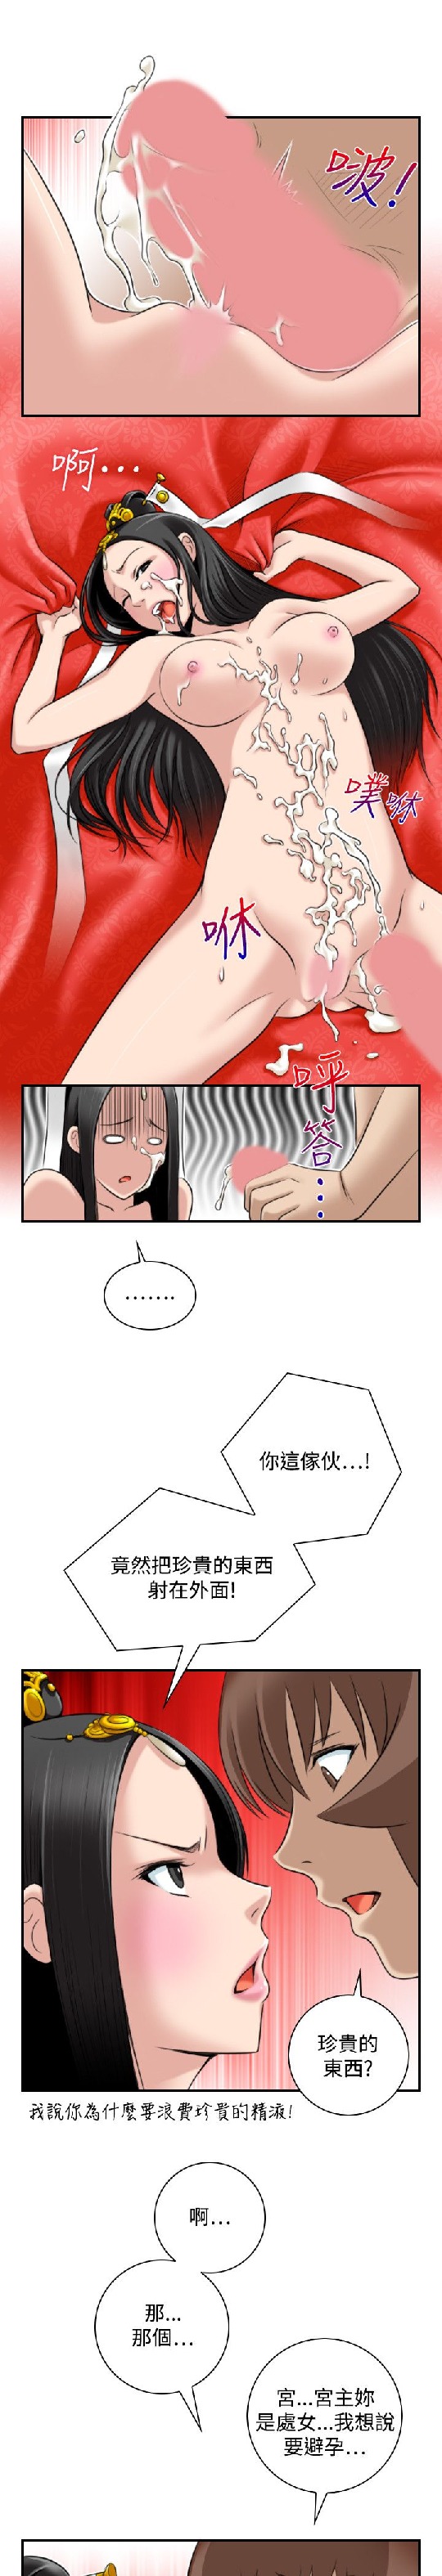 啵!
啊...
噗咻
咻
呼
答...
.......
你這傢伙...!
竟然把珍貴的東西
射在外面!
珍貴的
東西?
我說你為什麼要浪費珍貴的精液!
啊...
那...
那個...
宮...宮主妳
是處女...我想說
要避孕...